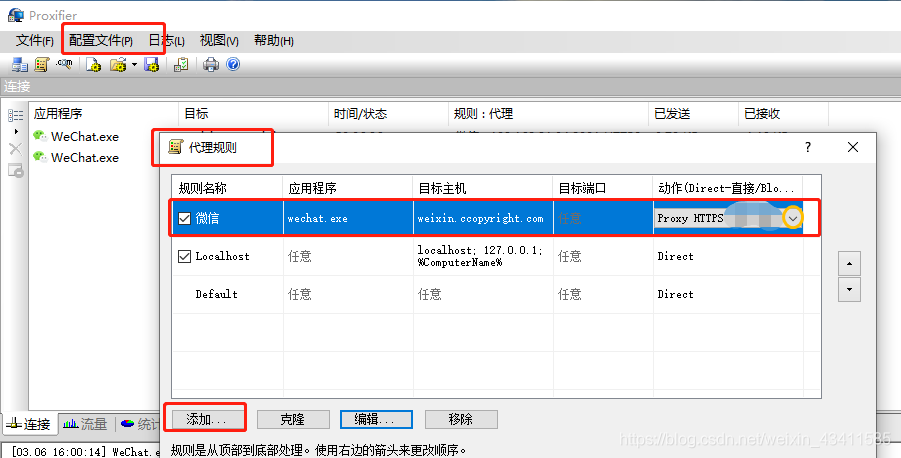 Proxifier
文件(F) 配置文件(P) 日志(L) 视图(V) 帮助(H)
连接
应用程序 目标 时间/状态 规则 : 代理 已发送 已接收
WeChat.exe
WeChat.exe
代理规则
规则名称 应用程序 目标主机 目标端口 动作(Direct-直接/Blo...
微信 wechat.exe weixin.ccopyright.com 任意 Proxy HTTPS
Localhost 任意 localhost; 127.0.0.1; %ComputerName% 任意 Direct
Default 任意 任意 任意 Direct
添加... 克隆 编辑... 移除
规则是从顶部到底部处理。使用右边的箭头来更改顺序。
连接 流量 统计
[03.06 16:00:14] WeChat.e
https://blog.csdn.net/weixin_43411585